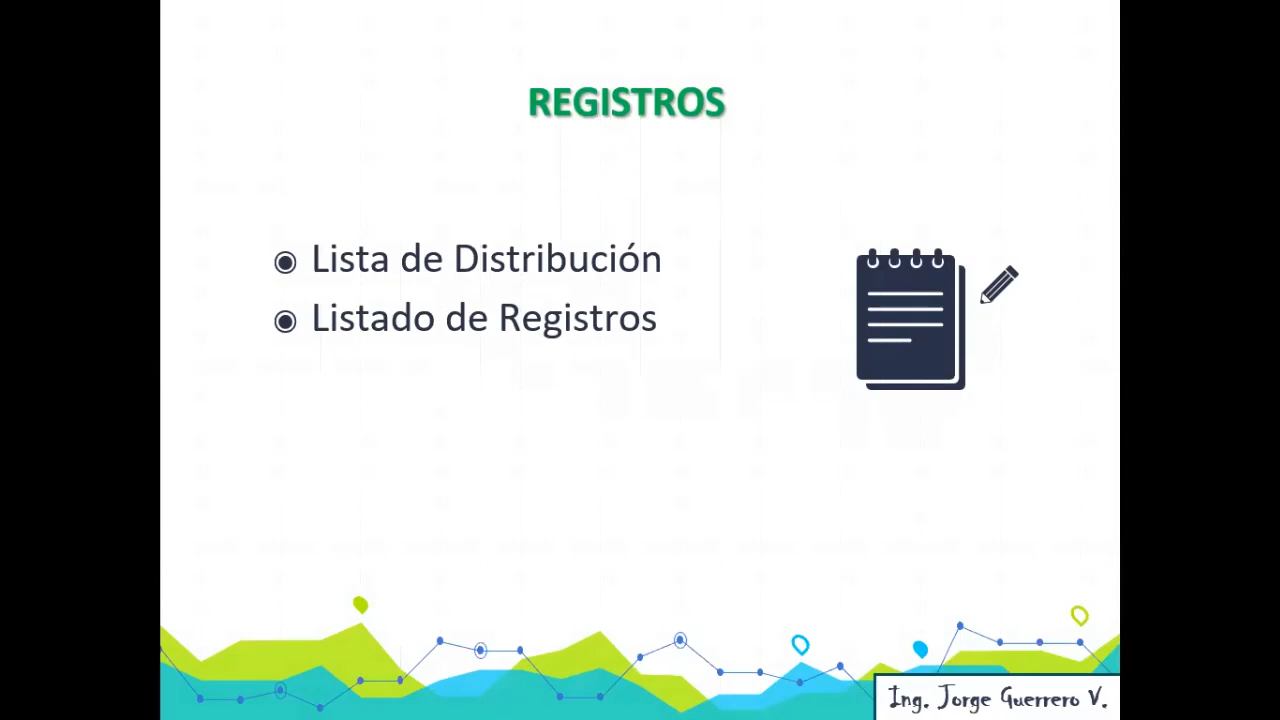 REGISTROS
Lista de Distribución
Listado de Registros
Ing. Jorge Guerrero V.